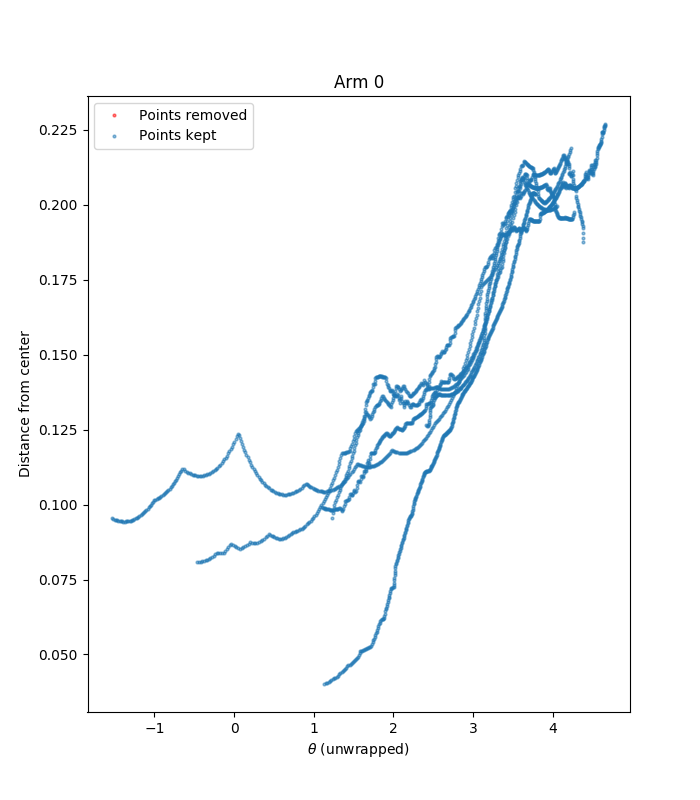 Arm 0
Points removed
Points kept
0.225
0.200
0.175
0.150
0.125
0.100
0.075
0.050
Distance from center
−1
0
1
2
3
4
θ (unwrapped)